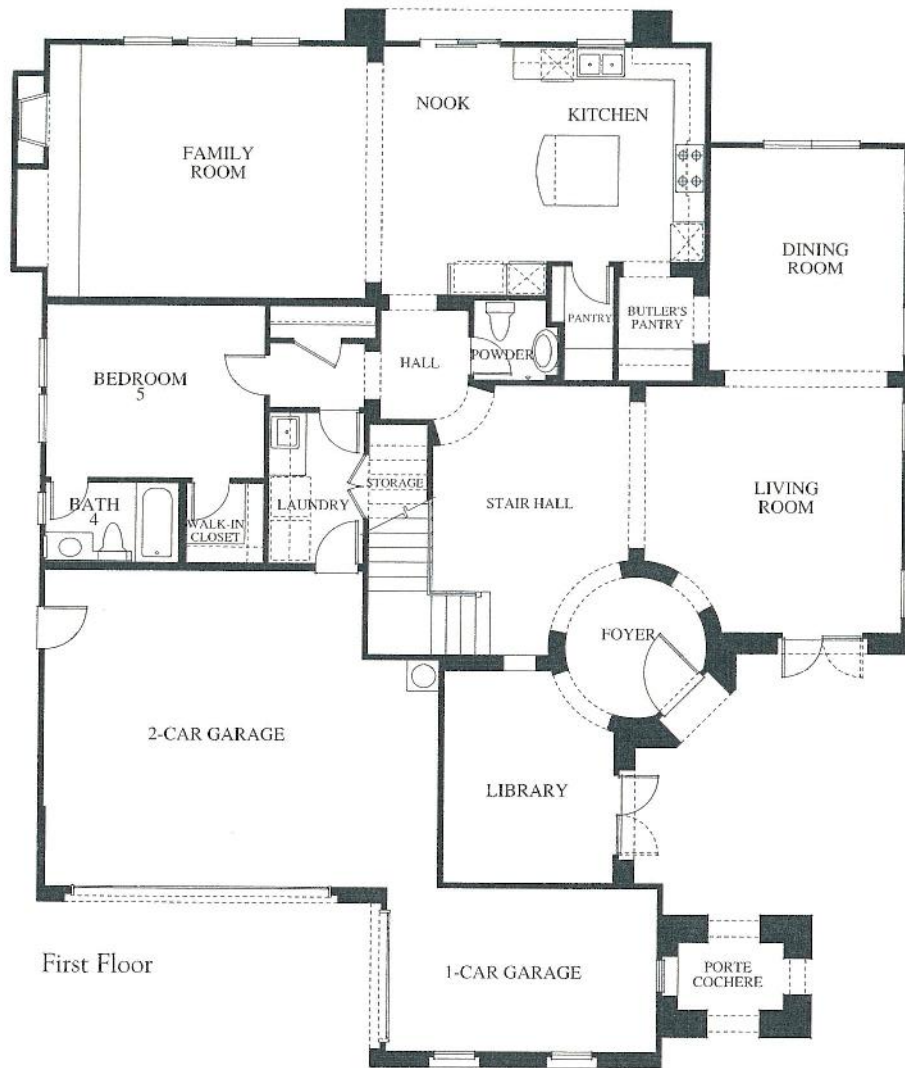 NOOK
KITCHEN
FAMILY
ROOM
DINING
ROOM
PANTRY
BUTLER'S
PANTRY
POWDER
HALL
BEDROOM
5
STORAGE
LAUNDRY
BATH
4
WALK-IN
CLOSET
STAIR HALL
LIVING
ROOM
FOYER
2-CAR GARAGE
LIBRARY
First Floor
1-CAR GARAGE
PORTE
COCHERE